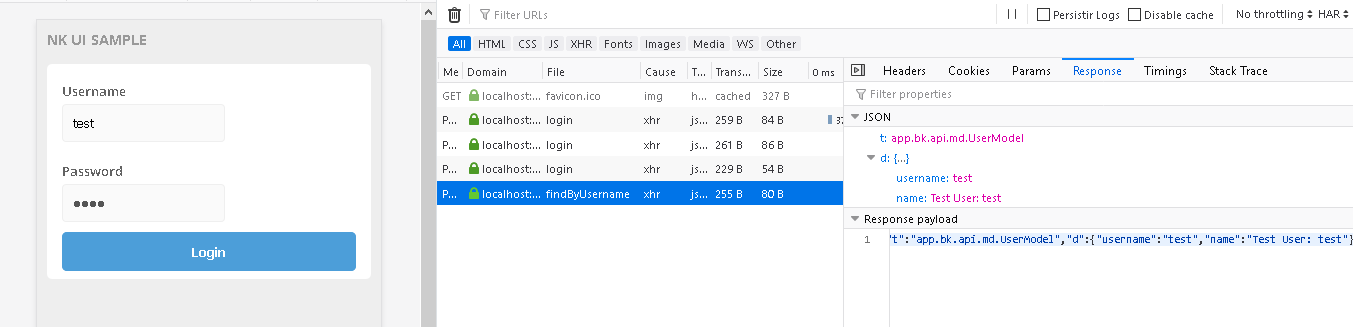 NK UI SAMPLE
Username
test
Password
Login
Filter URLs
Persistir Logs
Disable cache
No throttling
HAR
All HTML CSS JS XHR Fonts Images Media WS Other
Me Domain File Cause T... Trans... Size 0 ms
GET localhost:... favicon.ico img h... cached 327 B
P... localhost:... login xhr js... 259 B 84 B 37
P... localhost:... login xhr js... 261 B 86 B
P... localhost:... login xhr js... 229 B 54 B
P... localhost:... findByUsername xhr js... 255 B 80 B
Headers Cookies Params Response Timings Stack Trace
Filter properties
JSON
t: app.bk.api.md.UserModel
d: {...}
username: test
name: Test User: test
Response payload
1 "t":"app.bk.api.md.UserModel","d":{"username":"test","name":"Test User: test"}